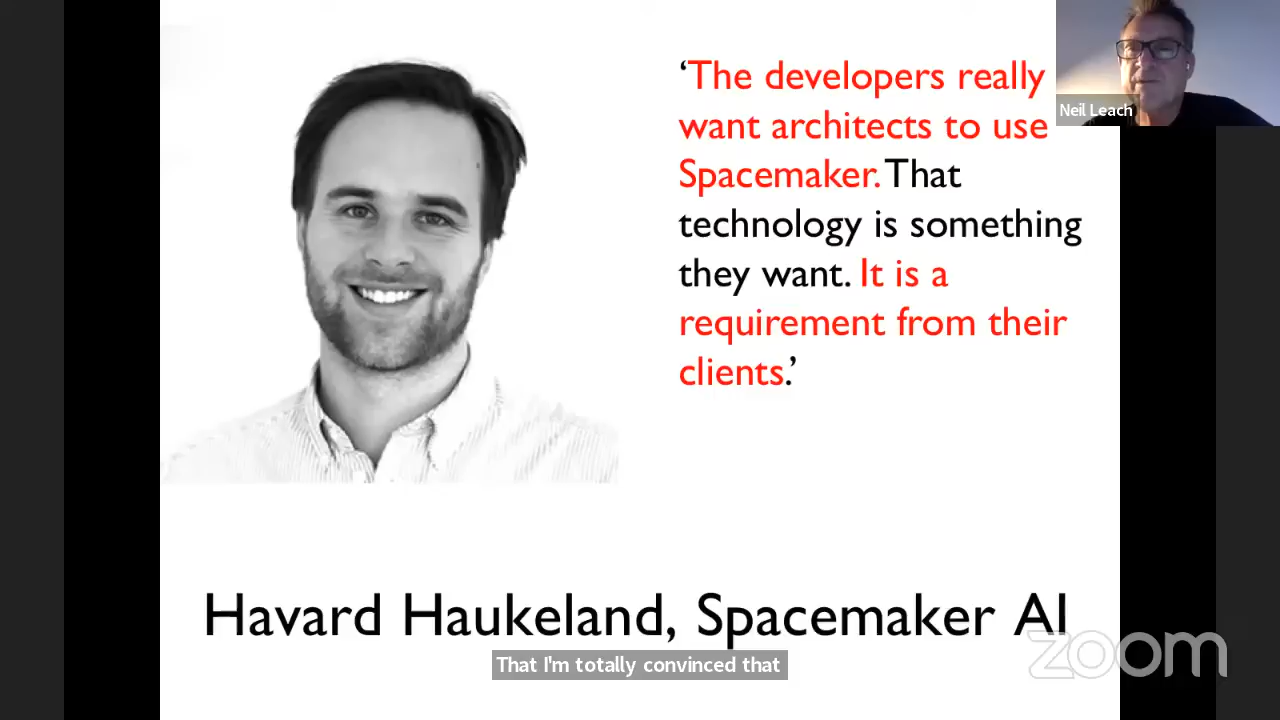 ‘The developers really
want architects to use
Spacemaker. That
technology is something
they want. It is a
requirement from their
clients.’
Neil Leach
Havard Haukeland, Spacemaker AI
That I'm totally convinced that
zoom